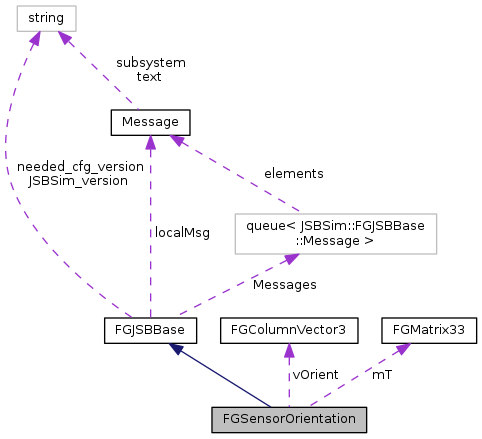 string
subsystem
text
Message
needed_cfg_version
JSBSim_version
elements
localMsg
queue< JSBSim::FGJSBBase
::Message >
Messages
FGJSBBase
FGColumnVector3
FGMatrix33
vOrient
mT
FGSensorOrientation